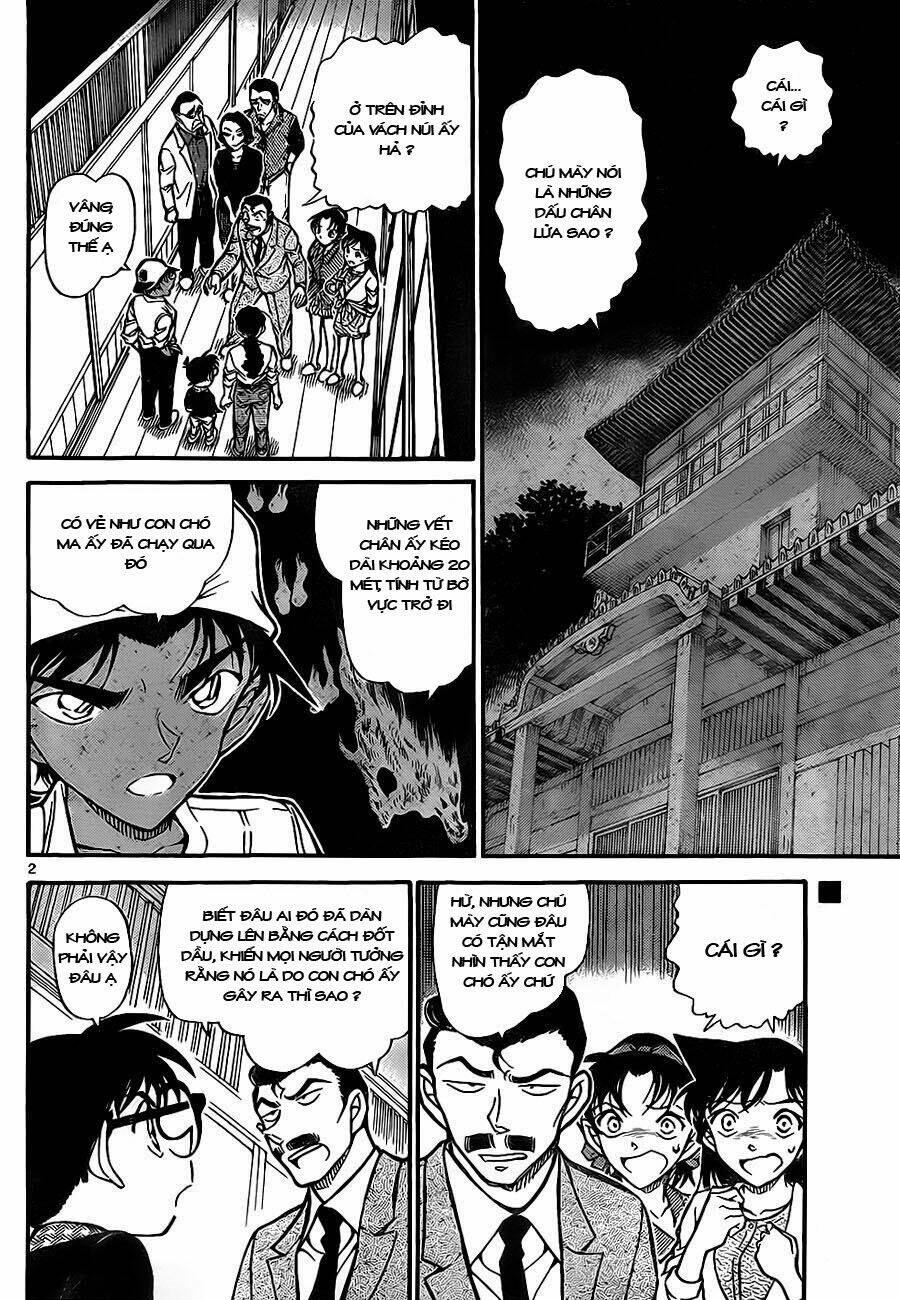 CÁI...
CÁI GÌ
?
CHÚ MÀY NÓI
LÀ NHỮNG
DẤU CHÂN
LỬA SAO ?
Ở TRÊN ĐỈNH
CỦA VÁCH NÚI ẤY
HẢ ?
VÂNG,
ĐÚNG
THẾ Ạ
NHỮNG VẾT
CHÂN ẤY KÉO
DÀI KHOẢNG 20
MÉT, TÍNH TỪ BỜ
VỰC TRỞ ĐI
CÓ VẺ NHƯ CON CHÓ
MA ẤY ĐÃ CHẠY QUA
ĐÓ
2
CÁI GÌ ?
HỪ, NHƯNG CHÚ
MÀY CŨNG ĐÂU
CÓ TẬN MẮT
NHÌN THẤY CON
CHÓ ẤY CHỨ
BIẾT ĐÂU AI ĐÓ ĐÃ DÀN
DỰNG LÊN BẰNG CÁCH ĐỐT
DẦU, KHIẾN MỌI NGƯỜI TƯỞNG
RẰNG NÓ LÀ DO CON CHÓ ẤY
GÂY RA THÌ SAO ?
KHÔNG
PHẢI VẬY
ĐÂU Ạ